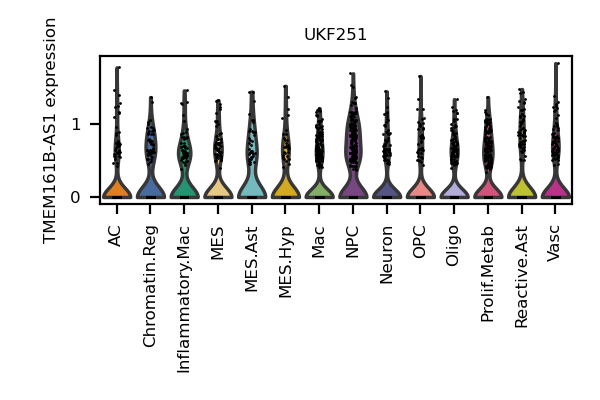 UKF251
TMEM161B-AS1 expression
1
0
AC
Chromatin.Reg
Inflammatory.Mac
MES
MES.Ast
MES.Hyp
Mac
NPC
Neuron
OPC
Oligo
Prolif.Metab
Reactive.Ast
Vasc